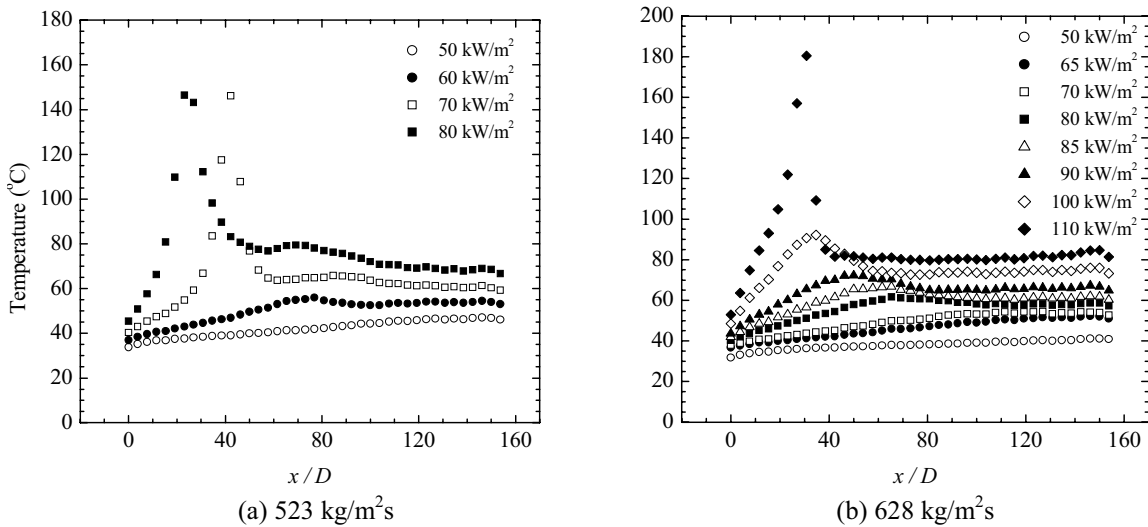 180
160
140
120
100
80
60
40
20
0
Temperature (°C)
0 40 80 120 160
x / D
50 kW/m²
60 kW/m²
70 kW/m²
80 kW/m²
(a) 523 kg/m²s
200
180
160
140
120
100
80
60
40
20
0
0 40 80 120 160
x / D
50 kW/m²
65 kW/m²
70 kW/m²
80 kW/m²
85 kW/m²
90 kW/m²
100 kW/m²
110 kW/m²
(b) 628 kg/m²s